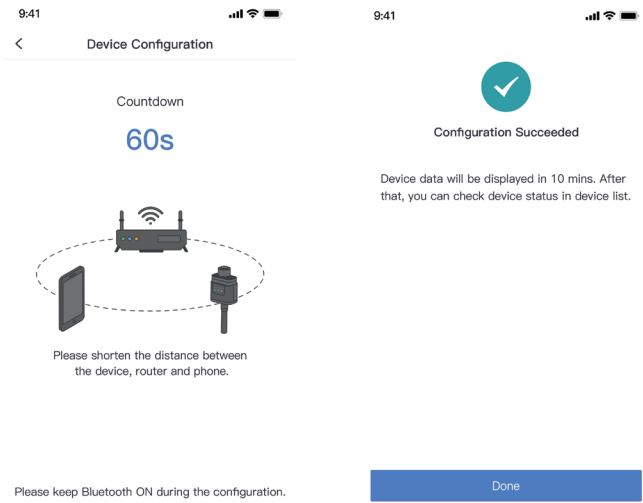 9:41
Device Configuration
Countdown
60s
Please shorten the distance between
the device, router and phone.
Please keep Bluetooth ON during the configuration.
9:41
Configuration Succeeded
Device data will be displayed in 10 mins. After
that, you can check device status in device list.
Done